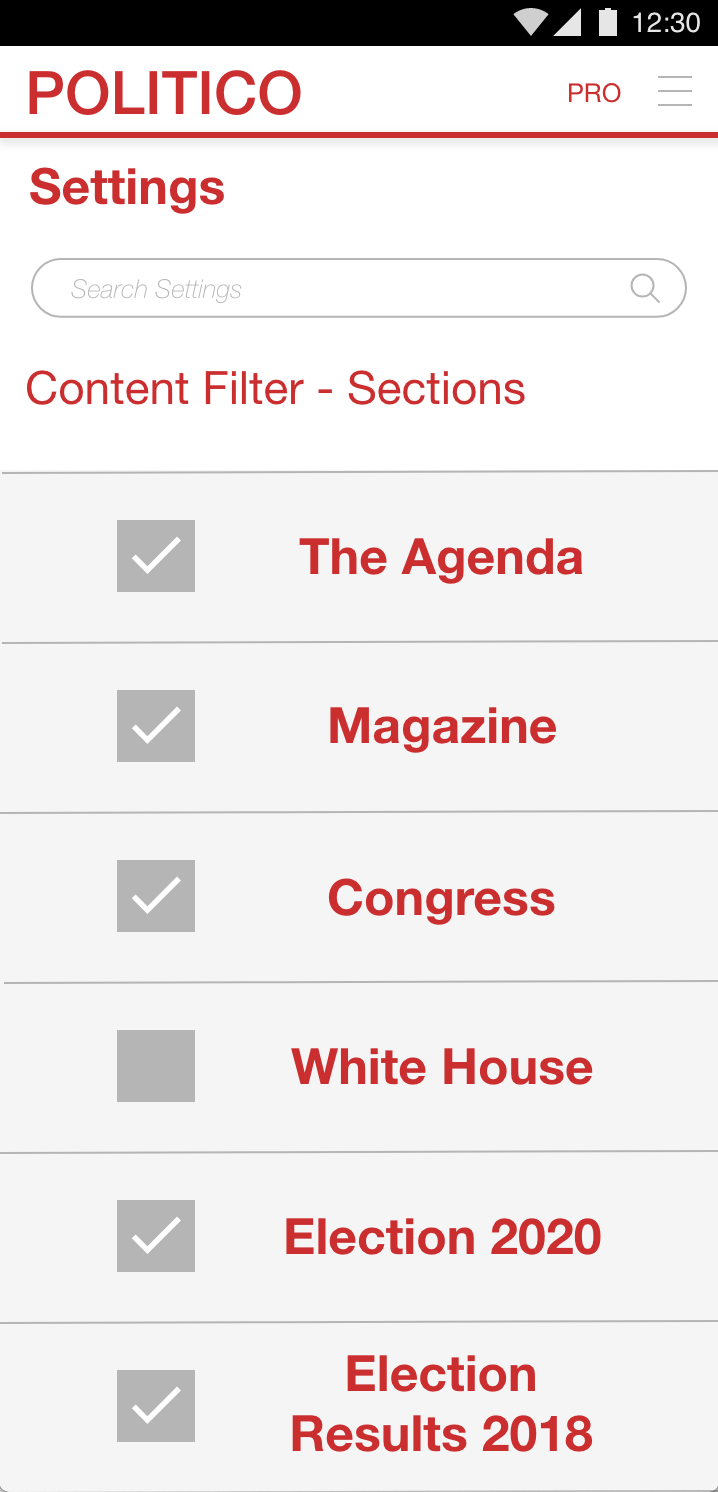 12:30
POLITICO
PRO
Settings
Search Settings
Content Filter - Sections
The Agenda
Magazine
Congress
White House
Election 2020
Election
Results 2018